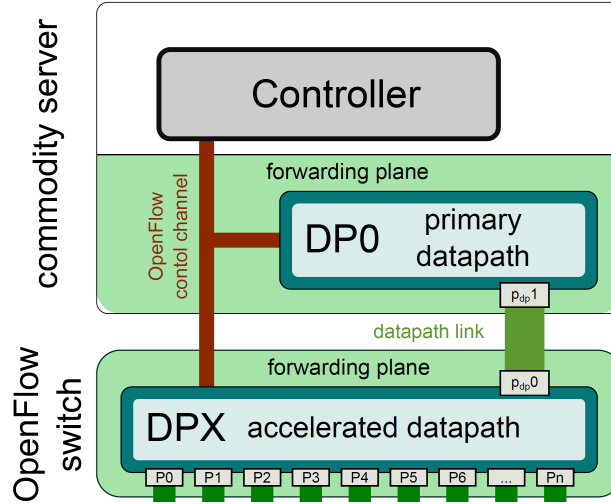 commodity server
Controller
forwarding plane
OpenFlow
contol channel
DP0
primary
datapath
pdp1
datapath link
OpenFlow
switch
forwarding plane
pdp0
DPX
accelerated datapath
P0
P1
P2
P3
P4
P5
P6
...
Pn